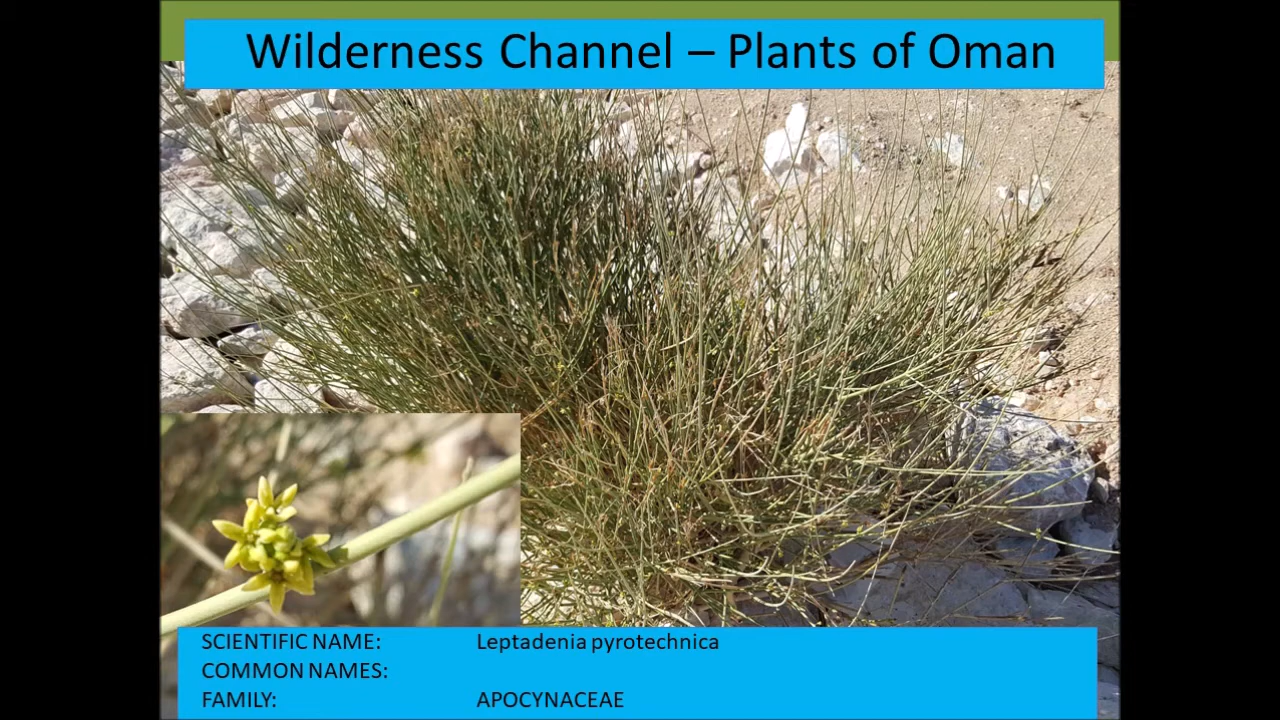 Wilderness Channel – Plants of Oman
SCIENTIFIC NAME: Leptadenia pyrotechnica
COMMON NAMES:
FAMILY: APOCYNACEAE